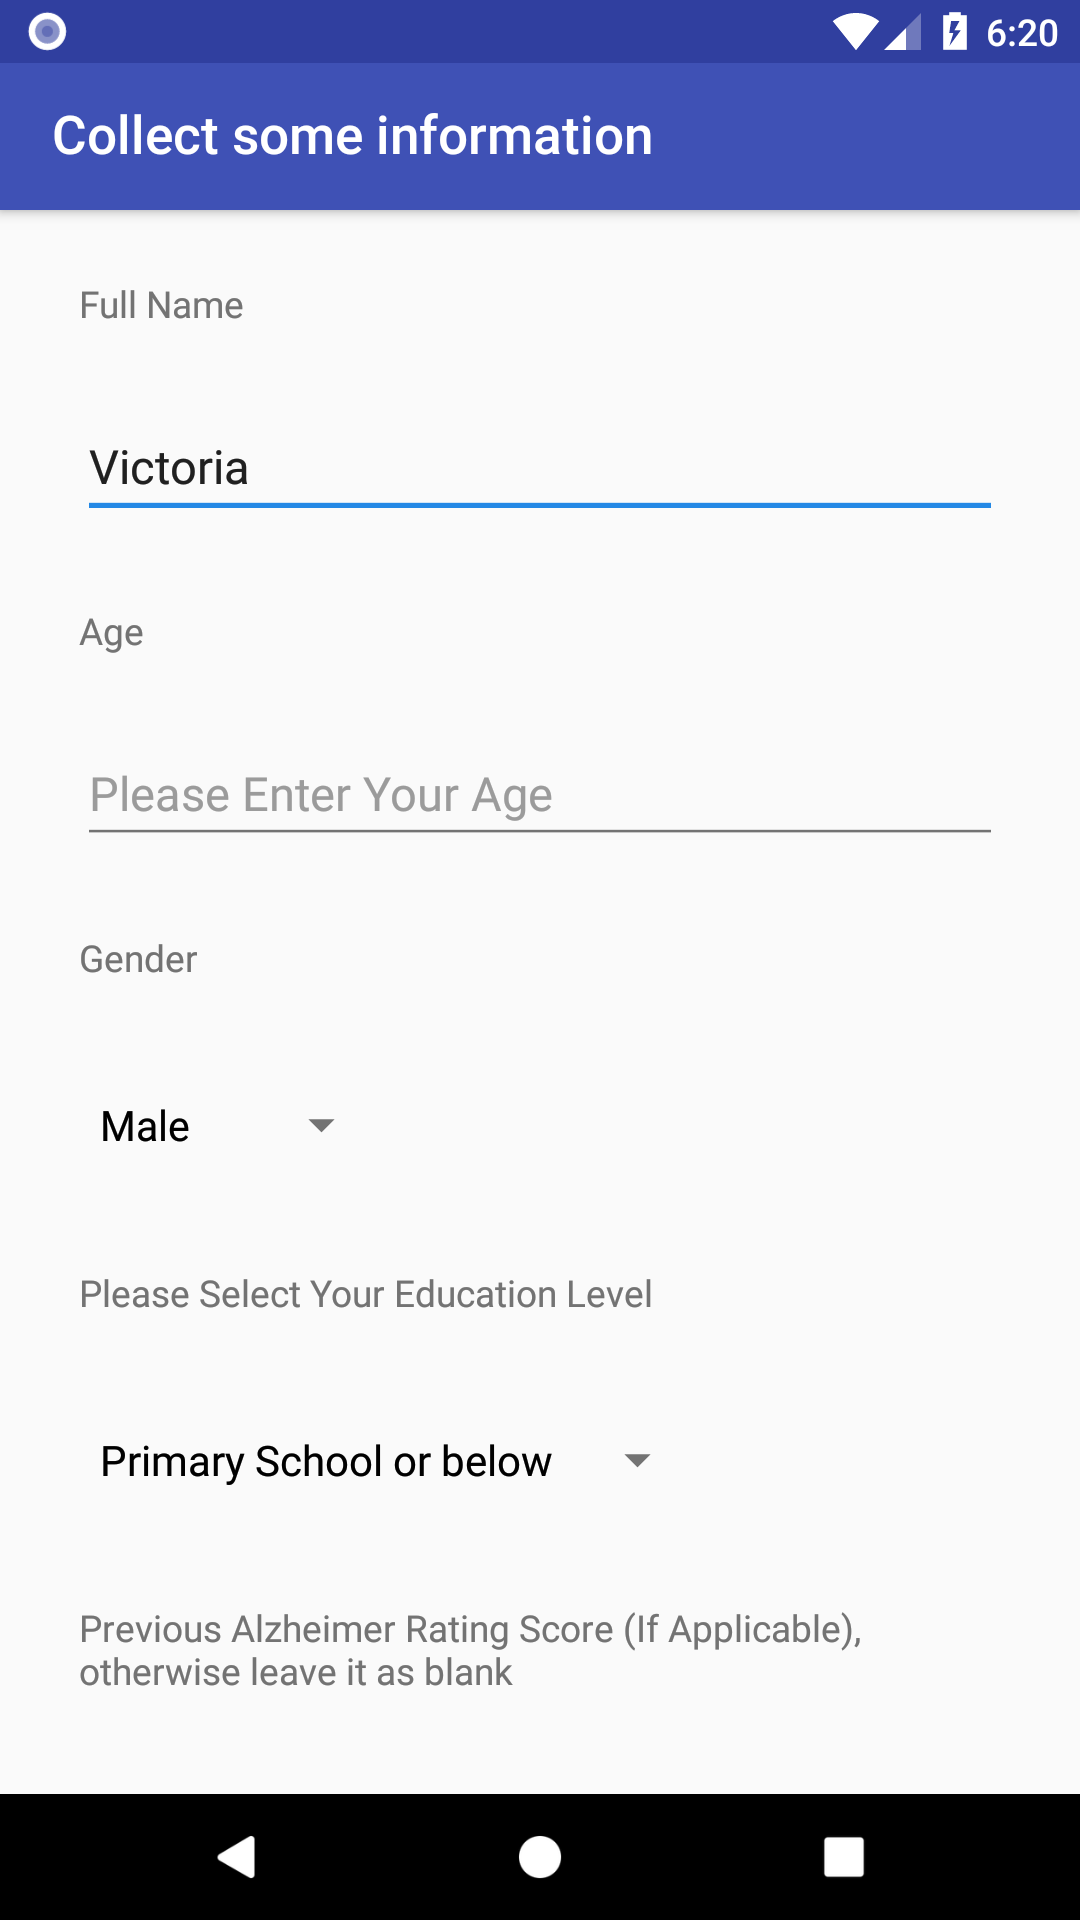 6:20
Collect some information
Full Name
Victoria
Age
Please Enter Your Age
Gender
Male
Please Select Your Education Level
Primary School or below
Previous Alzheimer Rating Score (If Applicable),
otherwise leave it as blank